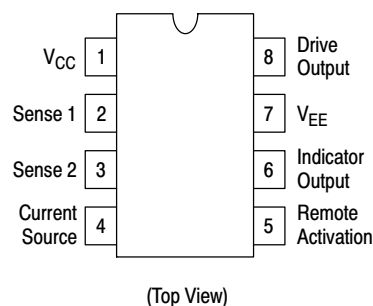 V_CC 1
Sense 1 2
Sense 2 3
Current
Source 4
8 Drive
Output
7 V_EE
6 Indicator
Output
5 Remote
Activation
(Top View)